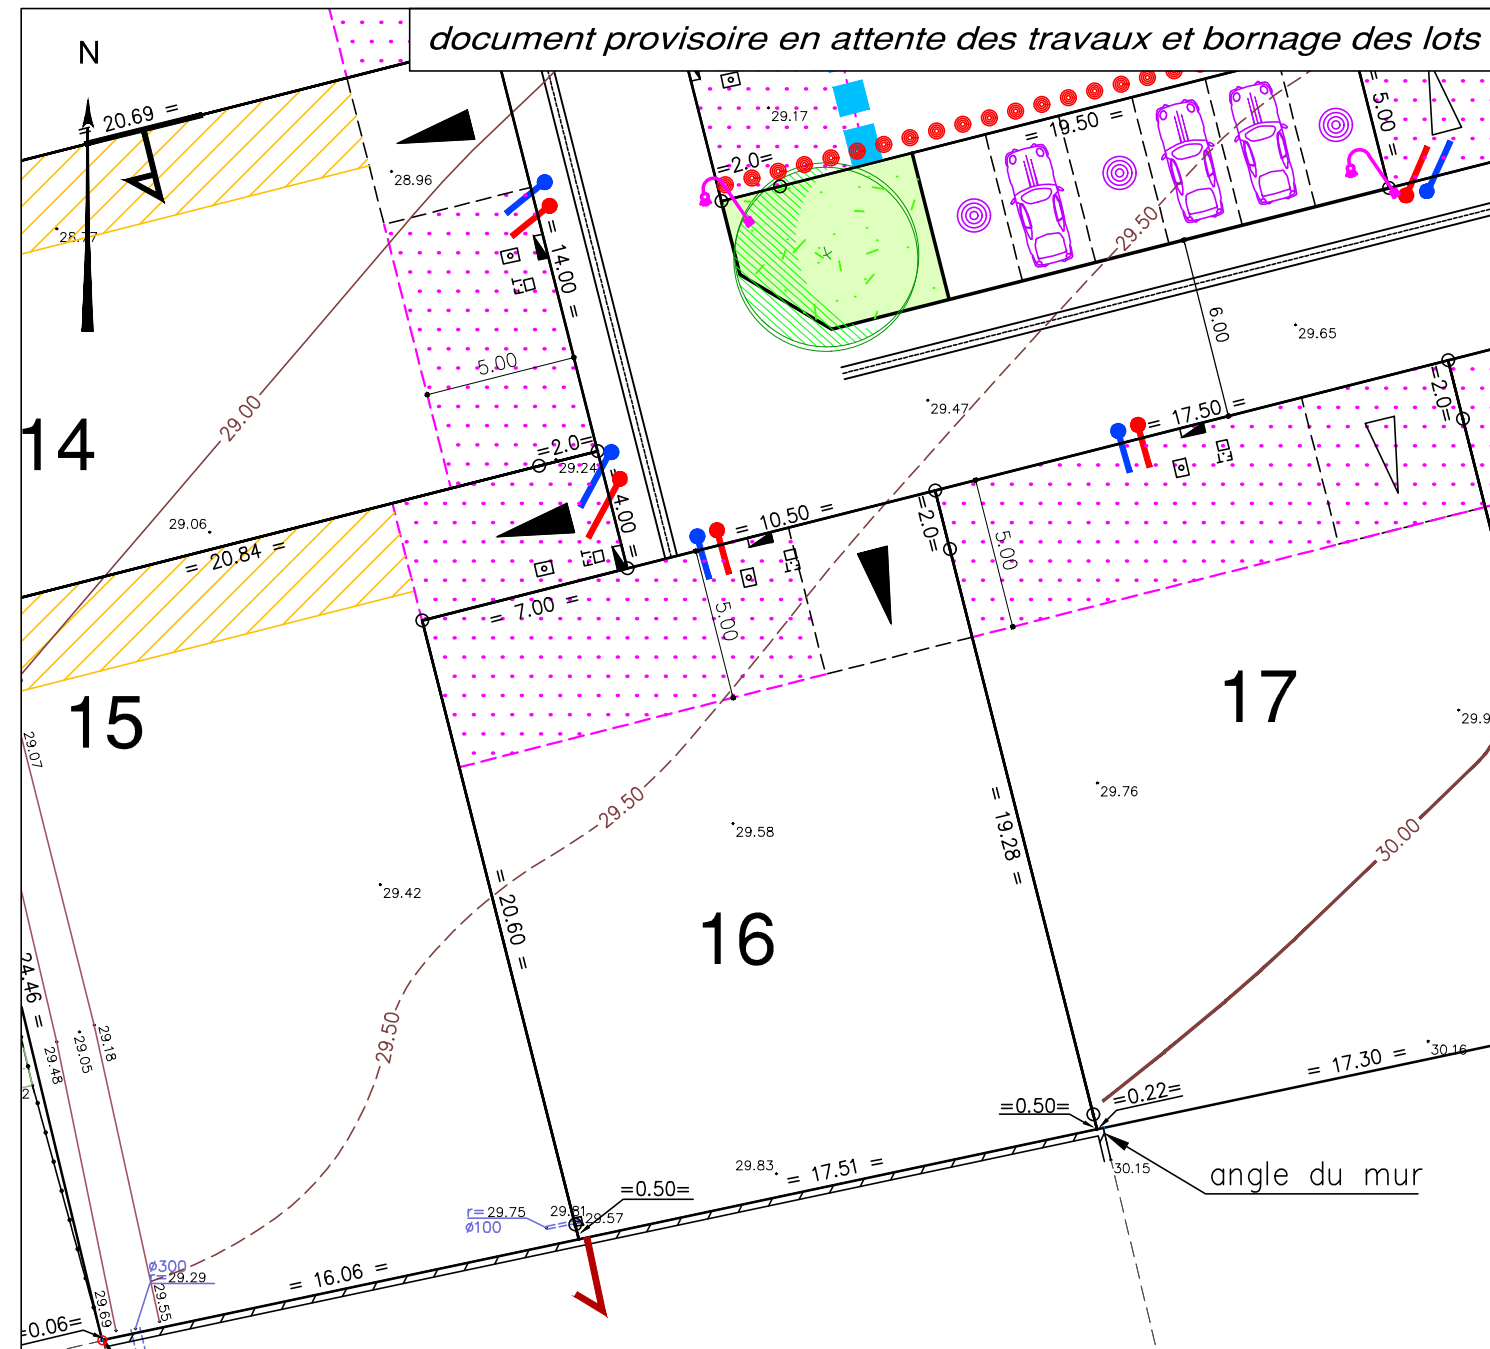 document provisoire en attente des travaux et bornage des lots
N
= 20.69 =
29.17
=2.0=
= 19.50 =
= 5.00 =
28.96
28.77
= 14.00 =
F.T
29.50
6.00
29.65
5.00
29.00
14
=2.0=
29.24
29.47
= 17.50 =
=2.0=
F.T
= 4.00 =
29.06
= 20.84 =
F.T
= 10.50 =
F.T
=2.0=
5.00
= 7.00 =
5.00
15
17
29.07
29.9
29.76
29.50
29.58
= 19.28 =
30.00
29.42
= 20.60 =
16
24.46 =
29.50
29.18
29.05
29.48
2
= 17.30 =
30.16
=0.50=
=0.22=
30.15
angle du mur
29.83
= 17.51 =
=0.50=
r=29.75
ø100
29.81
29.57
ø300
r=29.29
= 16.06 =
29.69
29.55
=0.06=